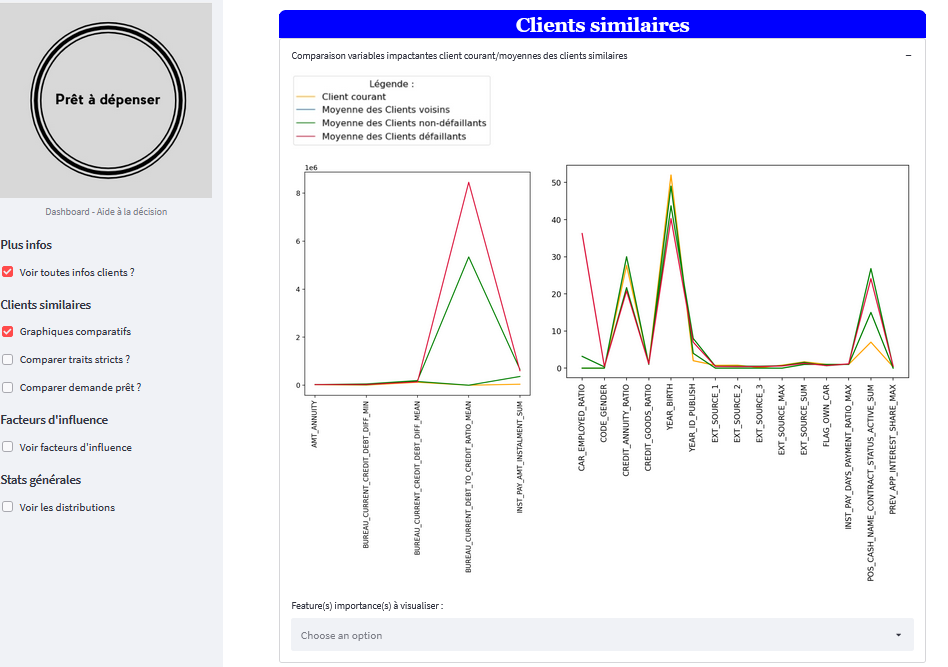 Prêt à dépenser
Dashboard - Aide à la décision
Plus infos
Voir toutes infos clients ?
Clients similaires
Graphiques comparatifs
Comparer traits stricts ?
Comparer demande prêt ?
Facteurs d'influence
Voir facteurs d'influence
Stats générales
Voir les distributions
Clients similaires
Comparaison variables impactantes client courant/moyennes des clients similaires
Légende :
Client courant
Moyenne des Clients voisins
Moyenne des Clients non-défaillants
Moyenne des Clients défaillants
1e6
8
6
4
2
0
AMT_ANNUITY
BUREAU_CURRENT_CREDIT_DEBT_DIFF_MIN
BUREAU_CURRENT_CREDIT_DEBT_DIFF_MEAN
BUREAU_CURRENT_DEBT_TO_CREDIT_RATIO_MEAN
INST_PAY_AMT_INSTALMENT_SUM
50
40
30
20
10
0
CAR_EMPLOYED_RATIO
CODE_GENDER
CREDIT_ANNUITY_RATIO
CREDIT_GOODS_RATIO
YEAR_BIRTH
YEAR_ID_PUBLISH
EXT_SOURCE_1
EXT_SOURCE_2
EXT_SOURCE_3
EXT_SOURCE_MAX
EXT_SOURCE_SUM
FLAG_OWN_CAR
INST_PAY_DAYS_PAYMENT_RATIO_MAX
POS_CASH_NAME_CONTRACT_STATUS_ACTIVE_SUM
PREV_APP_INTEREST_SHARE_MAX
Feature(s) importance(s) à visualiser :
Choose an option